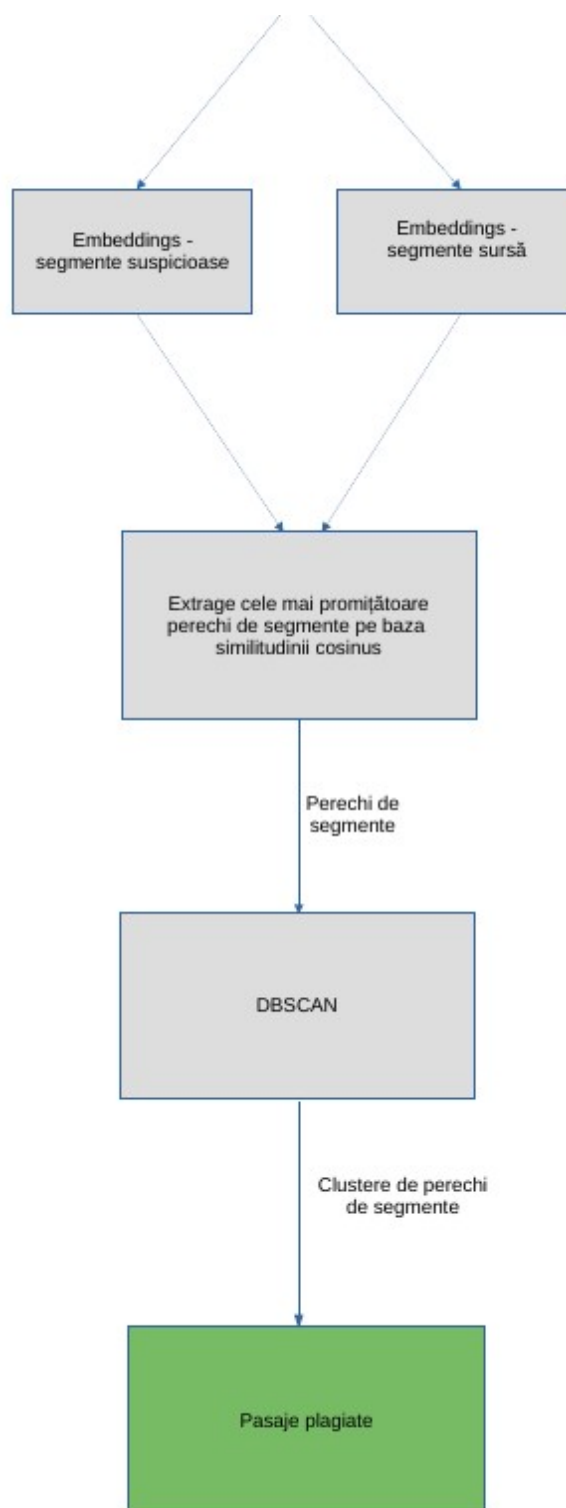 Embeddings -
segmente suspicioase
Embeddings -
segmente sursă
Extrage cele mai promițătoare
perechi de segmente pe baza
similitudinii cosinus
Perechi de
segmente
DBSCAN
Clustere de perechi
de segmente
Pasaje plagiate